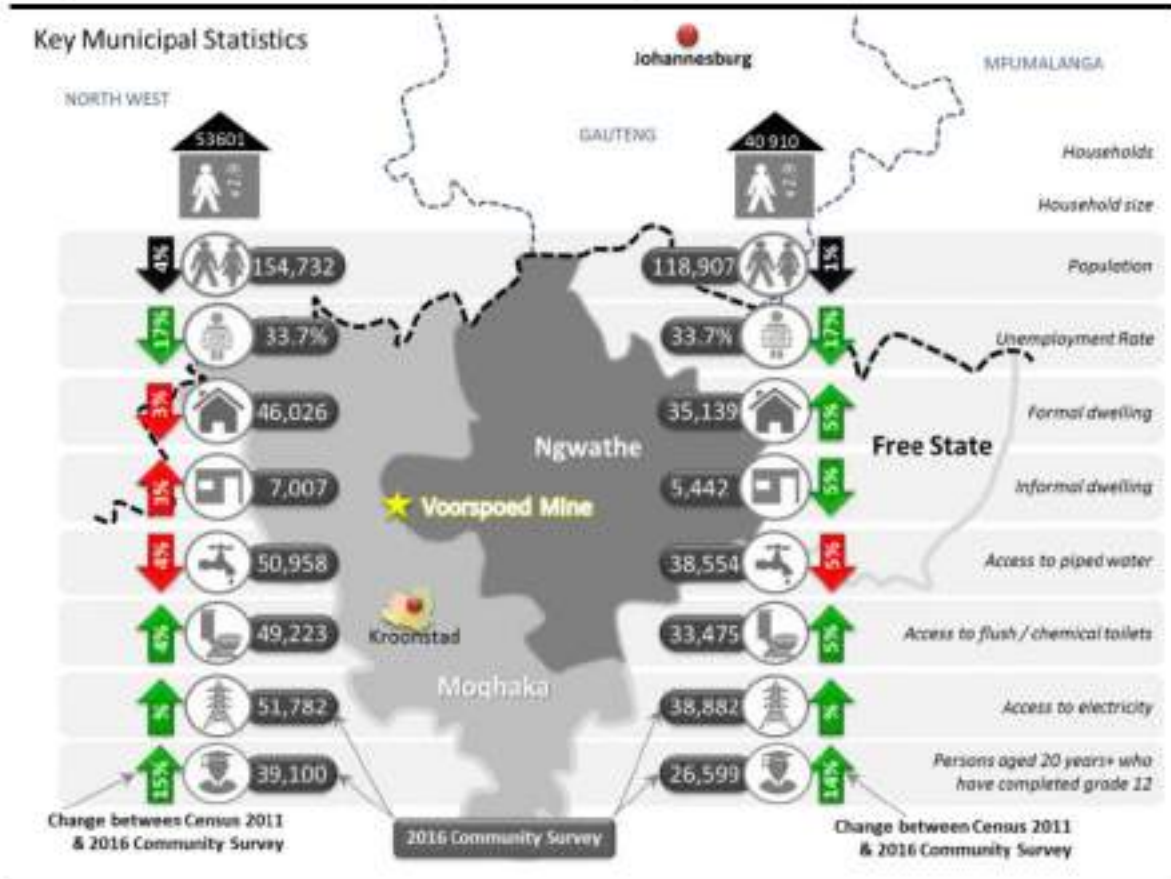 Key Municipal Statistics
Johannesburg
MPUMALANGA
NORTH WEST
GAUTENG
53601
40 910
Households
Household size
4%
154,732
118,907
1%
Population
17%
33.7%
33.7%
17%
Unemployment Rate
3%
46,026
35,139
5%
Formal dwelling
Ngwathe
Free State
3%
7,007
5,442
5%
Informal dwelling
Voorspoed Mine
4%
50,958
38,554
5%
Access to piped water
4%
49,223
33,475
5%
Access to flush / chemical toilets
Kroonstad
Moqhaka
%
51,782
38,882
%
Access to electricity
15%
39,100
26,599
14%
Persons aged 20 years+ who
have completed grade 12
Change between Census 2011
& 2016 Community Survey
2016 Community Survey
Change between Census 2011
& 2016 Community Survey